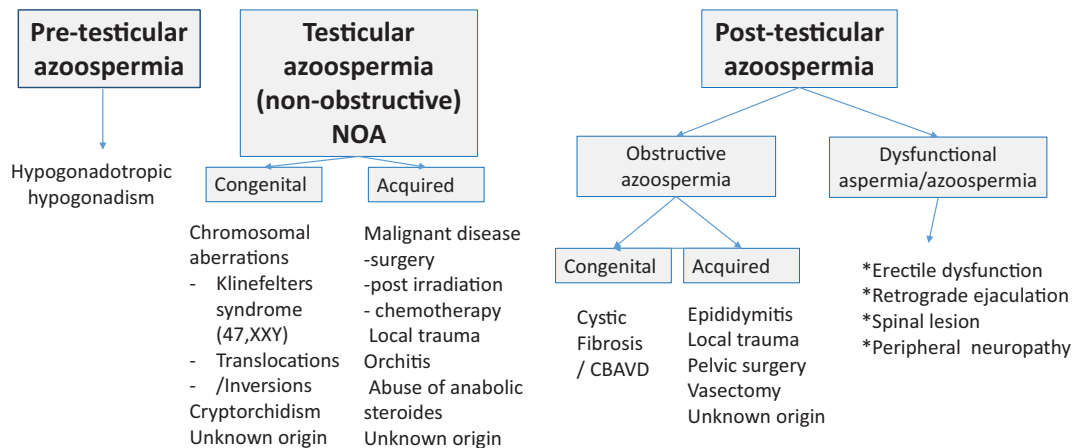 Pre-testicular
azoospermia
Hypogonadotropic
hypogonadism
Testicular
azoospermia
(non-obstructive)
NOA
Congenital
Chromosomal
aberrations
- Klinefelters
syndrome
(47,XXY)
- Translocations
- /Inversions
Cryptorchidism
Unknown origin
Acquired
Malignant disease
-surgery
-post irradiation
- chemotherapy
Local trauma
Orchitis
Abuse of anabolic
steroides
Unknown origin
Post-testicular
azoospermia
Obstructive
azoospermia
Congenital
Cystic
Fibrosis
/ CBAVD
Acquired
Epididymitis
Local trauma
Pelvic surgery
Vasectomy
Unknown origin
Dysfunctional
aspermia/azoospermia
*Erectile dysfunction
*Retrograde ejaculation
*Spinal lesion
*Peripheral neuropathy